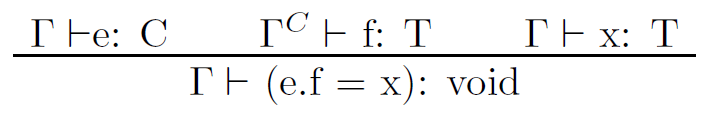 Γ ⊢e: C Γ^C ⊢ f: T Γ ⊢ x: T
Γ ⊢ (e.f = x): void